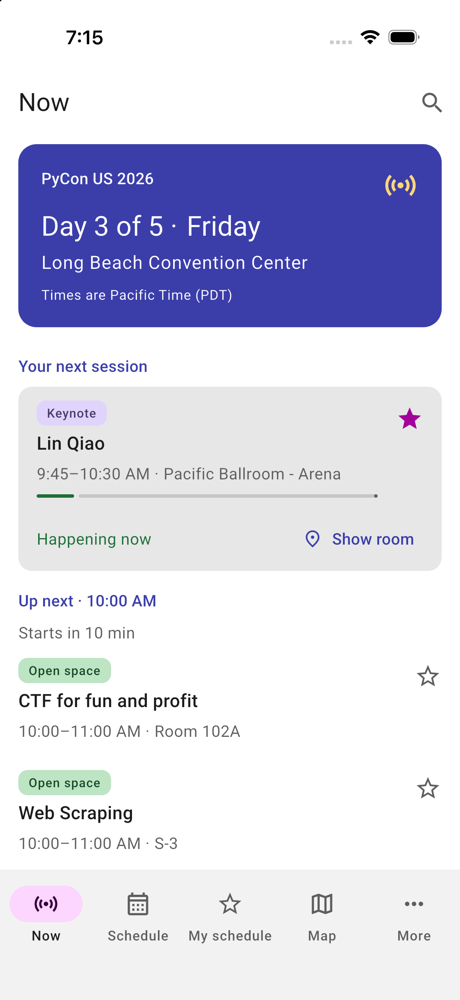 7:15
Now
PyCon US 2026
Day 3 of 5 · Friday
Long Beach Convention Center
Times are Pacific Time (PDT)
Your next session
Keynote
Lin Qiao
9:45–10:30 AM · Pacific Ballroom - Arena
Happening now
Show room
Up next · 10:00 AM
Starts in 10 min
Open space
CTF for fun and profit
10:00–11:00 AM · Room 102A
Open space
Web Scraping
10:00–11:00 AM · S-3
Now
Schedule
My schedule
Map
More